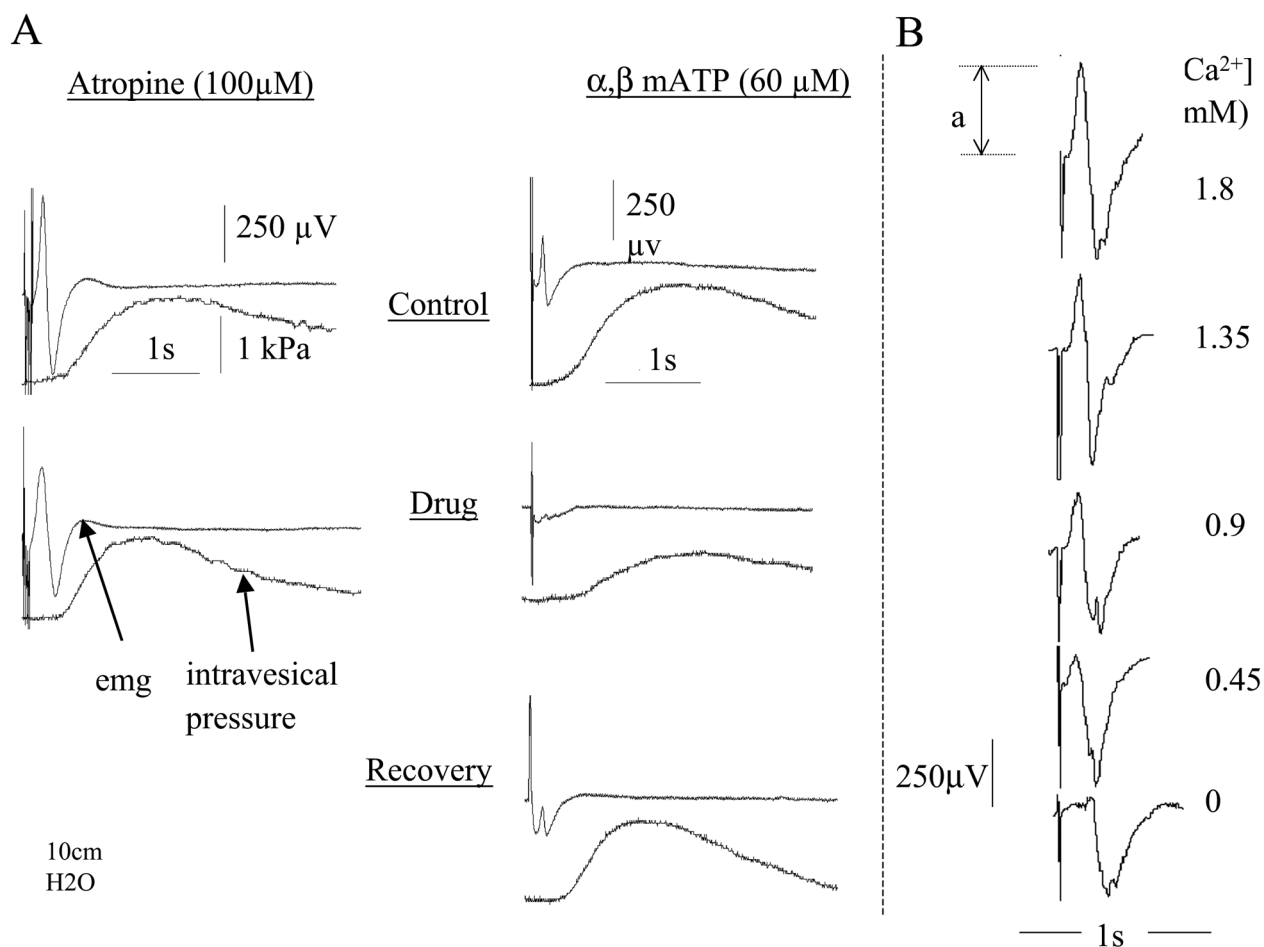 A
B
Atropine (100µM)
α,β mATP (60 µM)
Ca²⁺]
mM)
a
250 µV
250
µv
1.8
Control
1s
1 kPa
1s
1.35
Drug
0.9
emg
intravesical
pressure
0.45
Recovery
250µV
0
10cm
H2O
1s